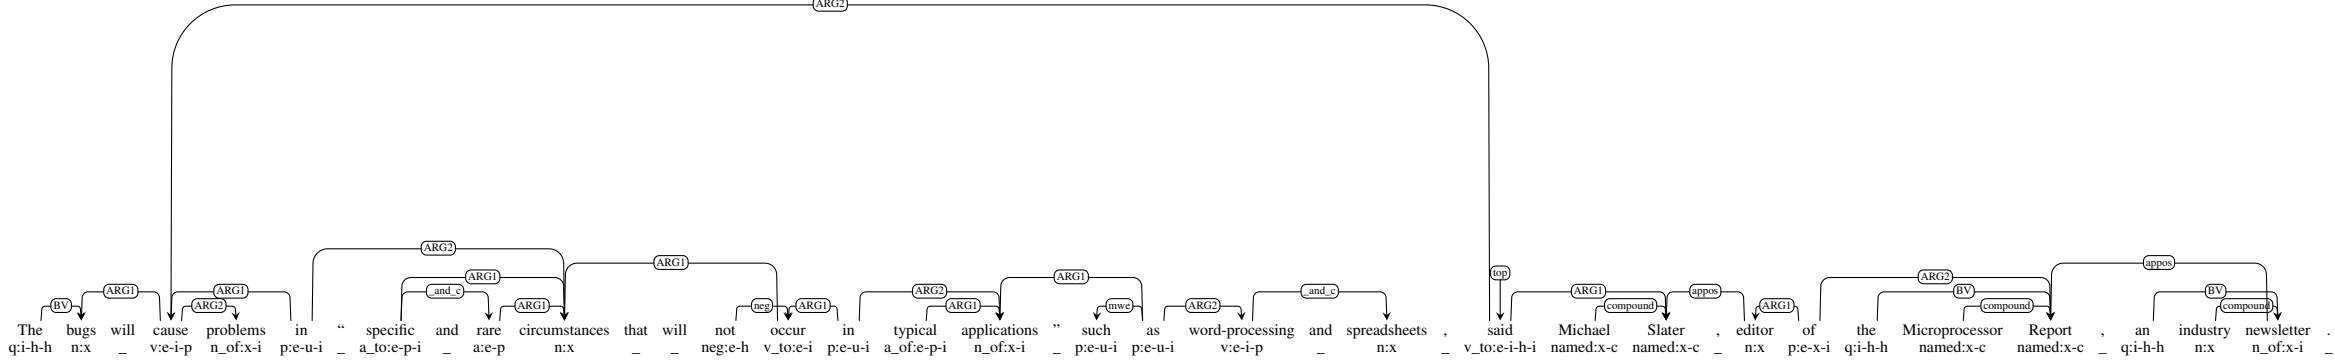 ARG2
ARG2
ARG1 appos
ARG1 ARG1 top ARG2
ARG1 ARG1 _and_c ARG2 _and_c ARG1 appos BV BV
BV ARG2 ARG1 neg ARG1 ARG1 mwe ARG2 compound ARG1 compound compound
The bugs will cause problems in “ specific and rare circumstances that will not occur in typical applications ” such as word-processing and spreadsheets , said Michael Slater , editor of the Microprocessor Report , an industry newsletter .
q:i-h-h n:x _ v:e-i-p n_of:x-i p:e-u-i _ a_to:e-p-i _ a:e-p n:x _ _ neg:e-h v_to:e-i p:e-u-i a_of:e-p-i n_of:x-i _ p:e-u-i p:e-u-i v:e-i-p _ n:x _ v_to:e-i-h-i named:x-c named:x-c _ n:x p:e-x-i q:i-h-h named:x-c named:x-c _ q:i-h-h n:x n_of:x-i _